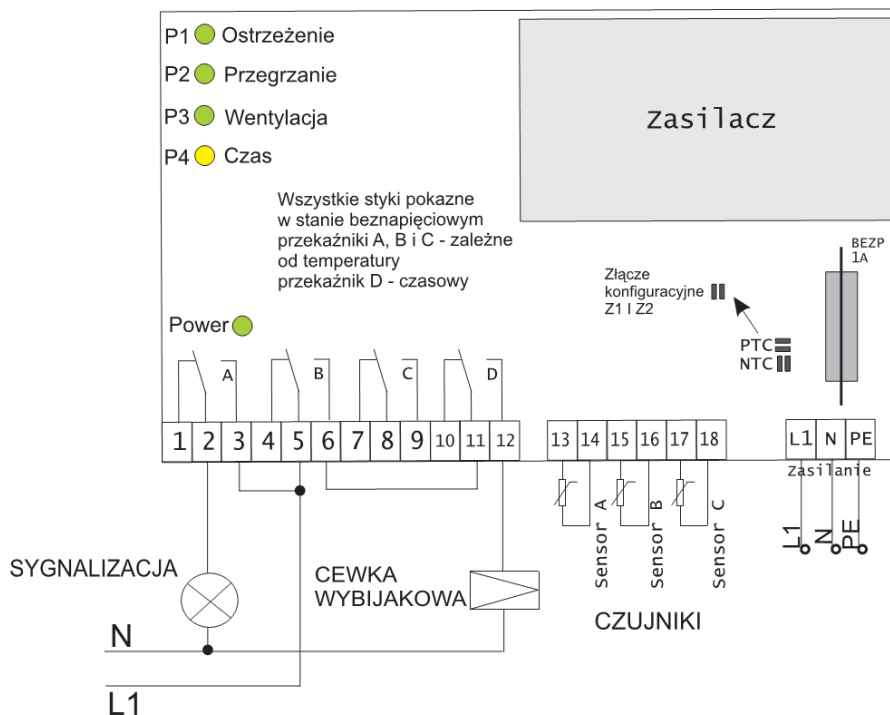 P1 Ostrzeżenie
P2 Przegrzanie
P3 Wentylacja
P4 Czas
Zasilacz
Wszystkie styki pokazne
w stanie beznapięciowym
przekaźniki A, B i C - zależne
od temperatury
przekaźnik D - czasowy
BEZP
1A
Złącze
konfiguracyjne
Z1 I Z2
PTC
NTC
Power
A
B
C
D
1 2 3 4 5 6 7 8 9 10 11 12
13 14 15 16 17 18
L1 N PE
Zasilanie
Sensor A
Sensor B
Sensor C
L1
N
PE
SYGNALIZACJA
CEWKA
WYBIJAKOWA
CZUJNIKI
N
L1